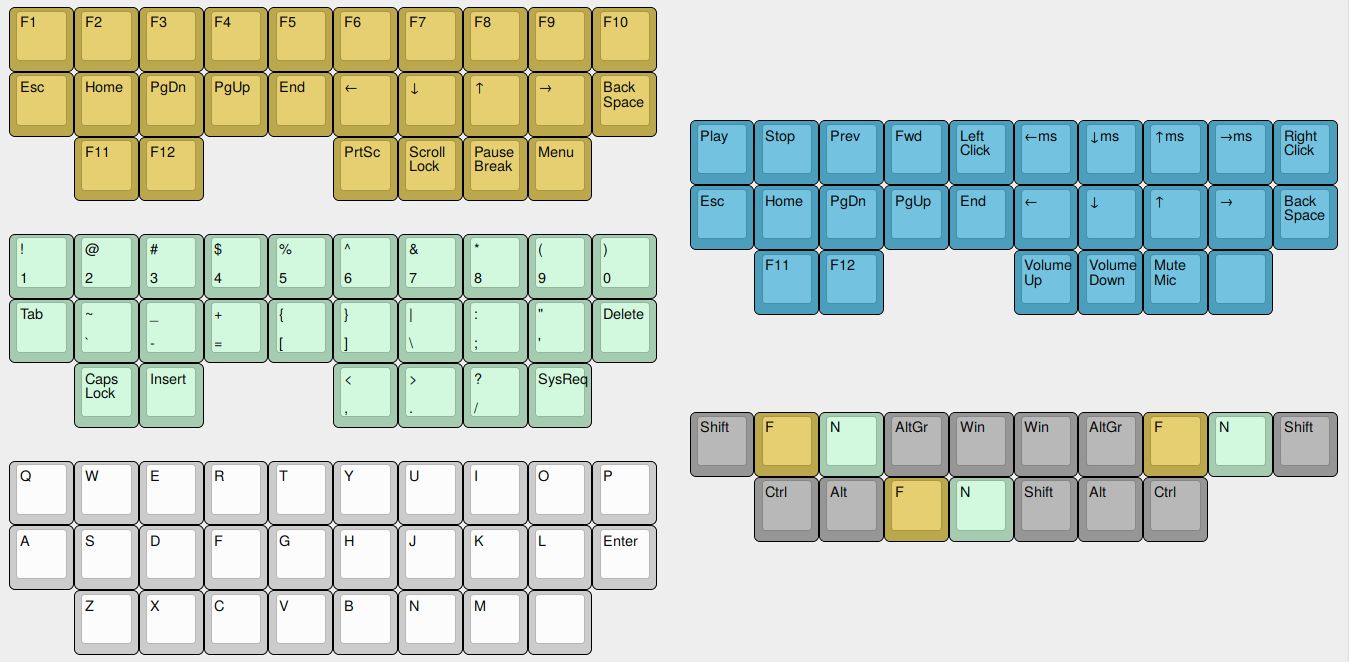 F1 F2 F3 F4 F5 F6 F7 F8 F9 F10
Esc Home PgDn PgUp End ← ↓ ↑ → Back
Space
F11 F12 PrtSc Scroll Pause Menu
Lock Break
! @ # $ % ^ & * ( )
1 2 3 4 5 6 7 8 9 0
Tab ~ _ + { } | : " Delete
` - = [ ] \ ; '
Caps Insert < > ? SysReq
Lock , . /
Q W E R T Y U I O P
A S D F G H J K L Enter
Z X C V B N M
Play Stop Prev Fwd Left ←ms ↓ms ↑ms →ms Right
Click Click
Esc Home PgDn PgUp End ← ↓ ↑ → Back
Space
F11 F12 Volume Volume Mute
Up Down Mic
Shift F N AltGr Win Win AltGr F N Shift
Ctrl Alt F N Shift Alt Ctrl